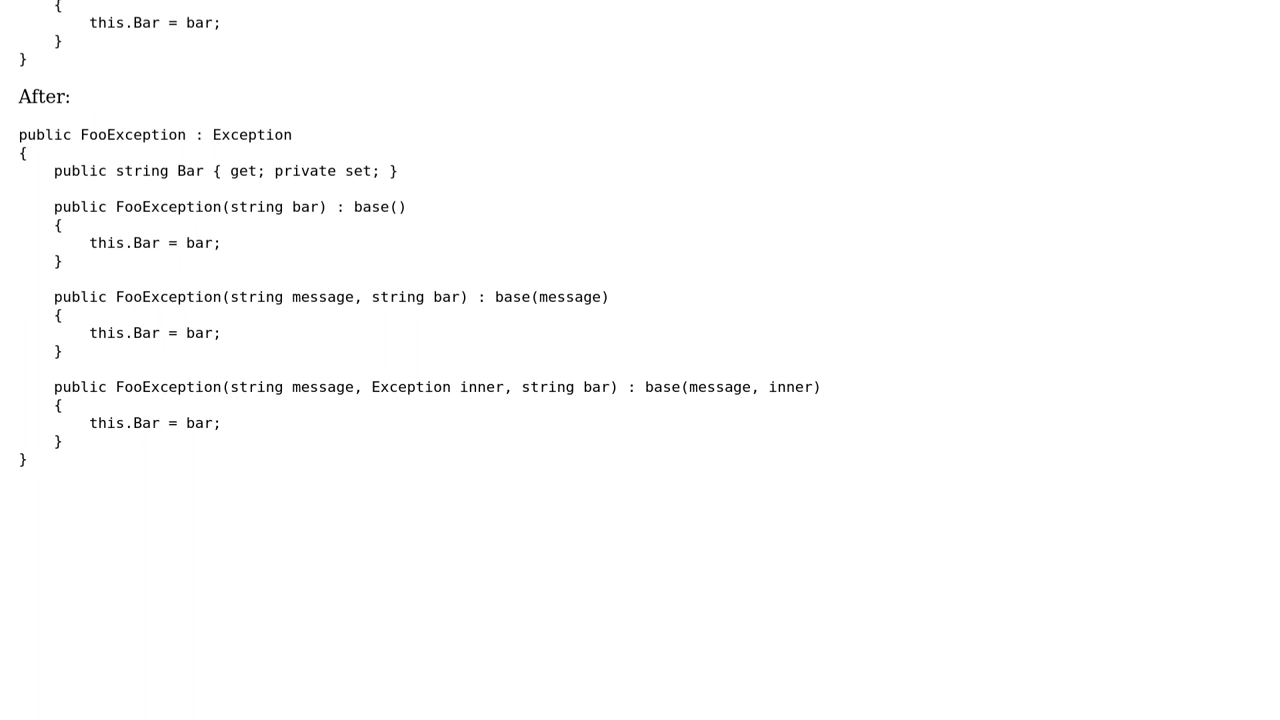 {
        this.Bar = bar;
    }
}
After:
public FooException : Exception
{
    public string Bar { get; private set; }

    public FooException(string bar) : base()
    {
        this.Bar = bar;
    }

    public FooException(string message, string bar) : base(message)
    {
        this.Bar = bar;
    }

    public FooException(string message, Exception inner, string bar) : base(message, inner)
    {
        this.Bar = bar;
    }
}